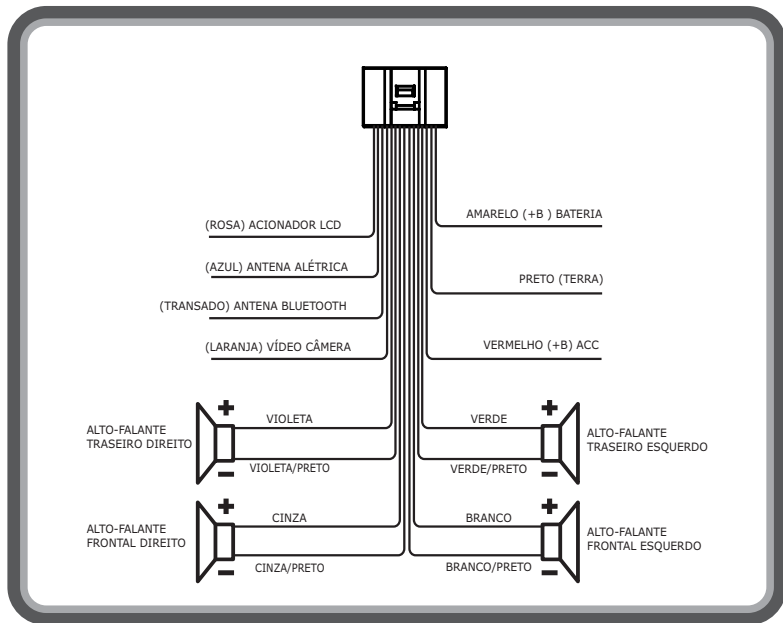 (ROSA) ACIONADOR LCD
AMARELO (+B ) BATERIA
(AZUL) ANTENA ALÉTRICA
PRETO (TERRA)
(TRANSADO) ANTENA BLUETOOTH
(LARANJA) VÍDEO CÂMERA
VERMELHO (+B) ACC
ALTO-FALANTE
TRASEIRO DIREITO
+
VIOLETA
VIOLETA/PRETO
−
VERDE
VERDE/PRETO
+
−
ALTO-FALANTE
TRASEIRO ESQUERDO
ALTO-FALANTE
FRONTAL DIREITO
+
CINZA
CINZA/PRETO
−
BRANCO
BRANCO/PRETO
+
−
ALTO-FALANTE
FRONTAL ESQUERDO